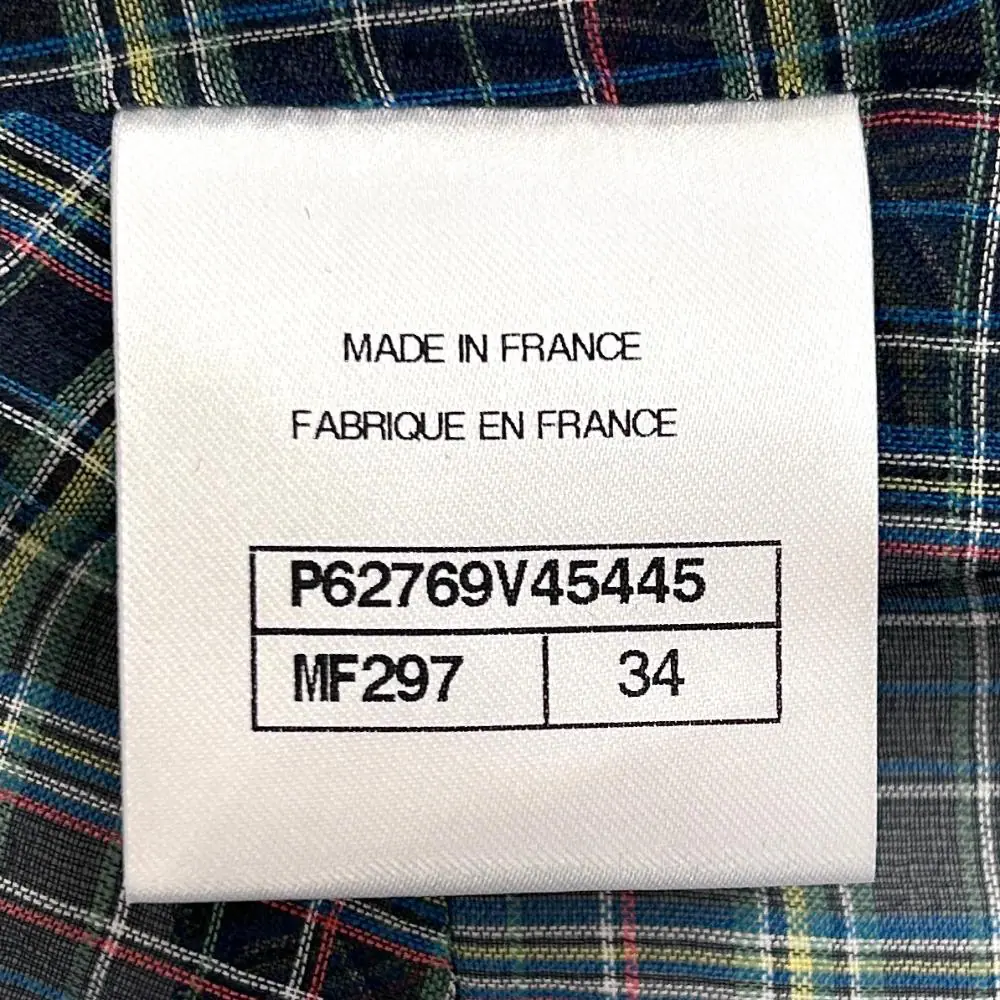 MADE IN FRANCE
FABRIQUE EN FRANCE
P62769V45445
MF297 34